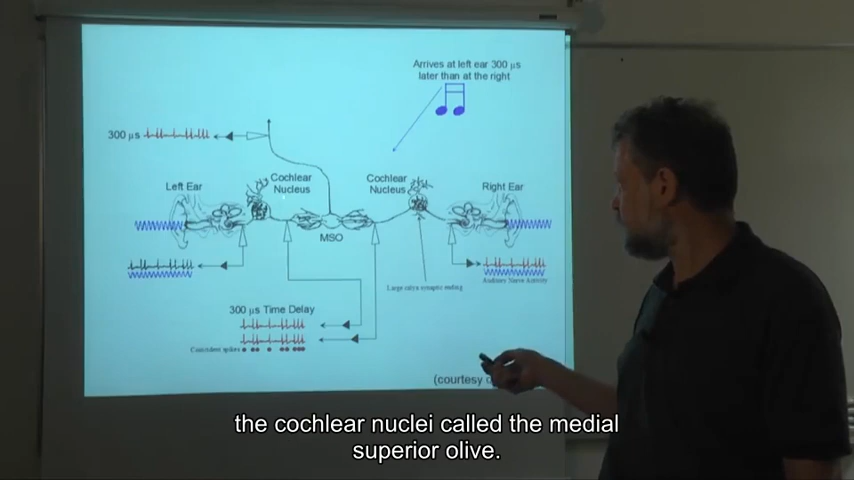 Arrives at left ear 300 µs
later than at the right
300 µs
Cochlear
Nucleus
Cochlear
Nucleus
Left Ear
Right Ear
MSO
Auditory Nerve Activity
Large extra synaptic ending
300 µs Time Delay
Coincident spikes
(courtesy
the cochlear nuclei called the medial
superior olive.